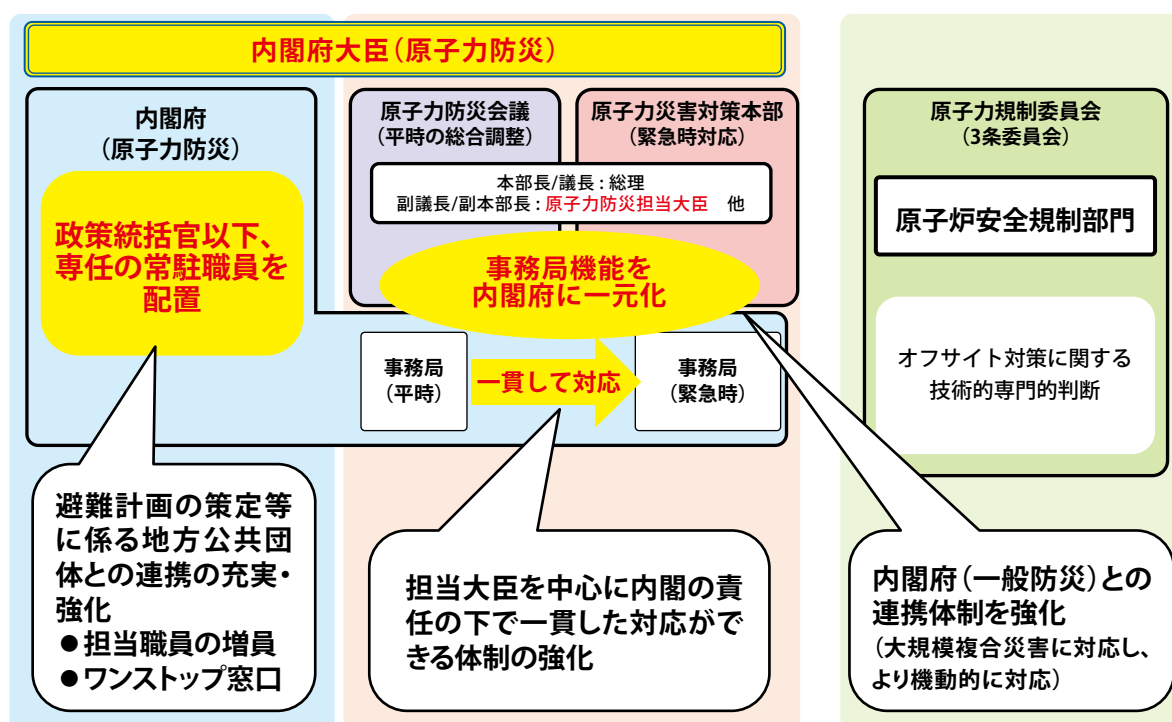 内閣府大臣（原子力防災）
内閣府
（原子力防災）
政策統括官以下、
専任の常駐職員を
配置
原子力防災会議
（平時の総合調整）
原子力災害対策本部
（緊急時対応）
本部長/議長：総理
副議長/副本部長：原子力防災担当大臣　他
事務局機能を
内閣府に一元化
事務局
（平時）
一貫して対応
事務局
（緊急時）
原子力規制委員会
（3条委員会）
原子炉安全規制部門
オフサイト対策に関する
技術的専門的判断
避難計画の策定等
に係る地方公共団
体との連携の充実・
強化
●担当職員の増員
●ワンストップ窓口
担当大臣を中心に内閣の責
任の下で一貫した対応がで
きる体制の強化
内閣府（一般防災）との
連携体制を強化
（大規模複合災害に対応し、
より機動的に対応）